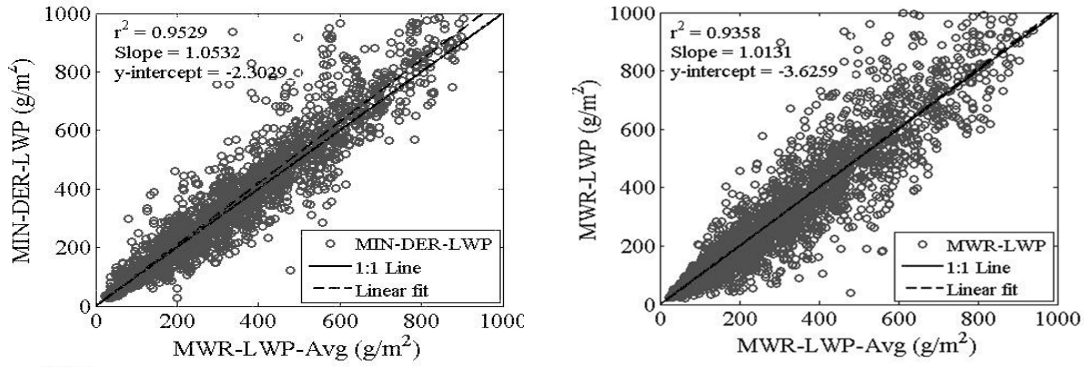 r² = 0.9529
Slope = 1.0532
y-intercept = -2.3029
MIN-DER-LWP (g/m²)
1000
800
600
400
200
0
MIN-DER-LWP
1:1 Line
Linear fit
0 200 400 600 800 1000
MWR-LWP-Avg (g/m²)
r² = 0.9358
Slope = 1.0131
y-intercept = -3.6259
MWR-LWP (g/m²)
1000
800
600
400
200
0
MWR-LWP
1:1 Line
Linear fit
0 200 400 600 800 1000
MWR-LWP-Avg (g/m²)